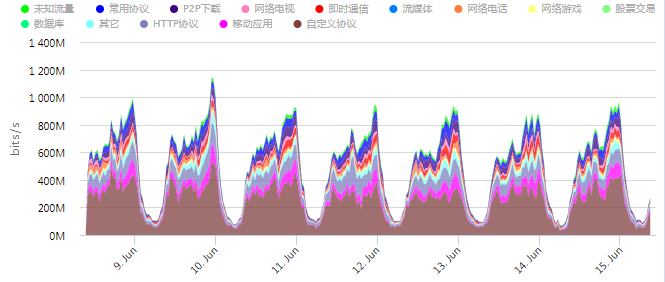 未知流量 常用协议 P2P下载 网络电视 即时通信 流媒体 网络电话 网络游戏 股票交易
数据库 其它 HTTP协议 移动应用 自定义协议
1 400M
1 200M
1 000M
800M
600M
400M
200M
0M
bits/s
9. Jun 10. Jun 11. Jun 12. Jun 13. Jun 14. Jun 15. Jun